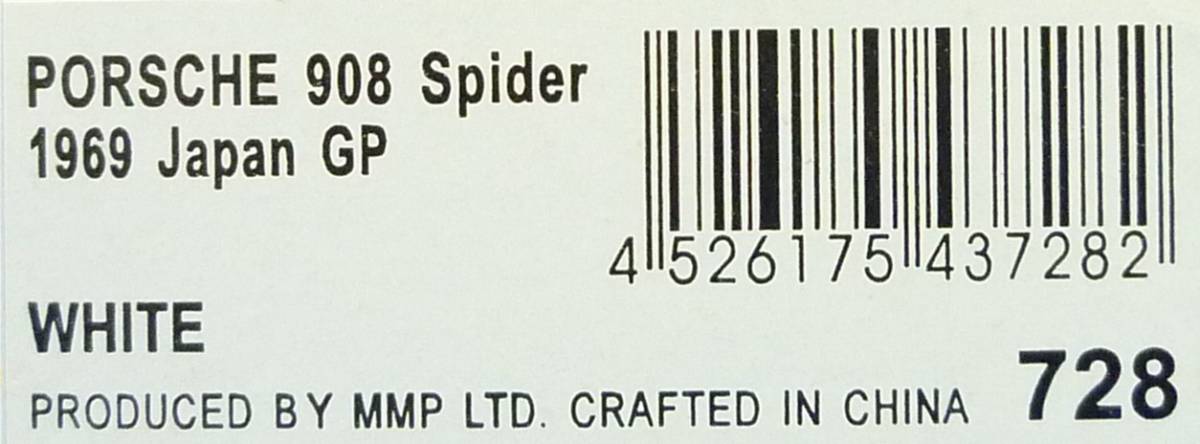 PORSCHE 908 Spider
1969 Japan GP
4 526175 437282
WHITE
728
PRODUCED BY MMP LTD. CRAFTED IN CHINA